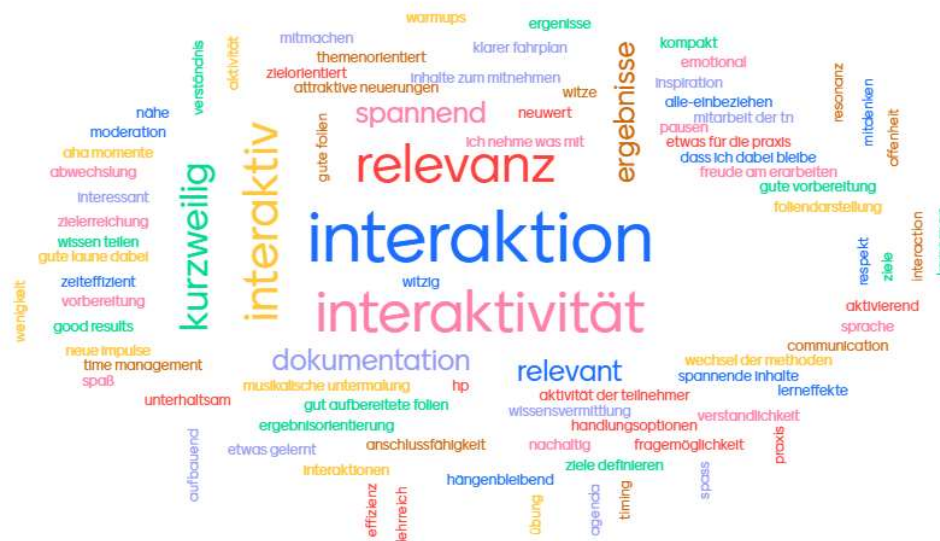 warmups
ergenisse
mitmachen
klarer fahrplan
kompakt
verständnis
aktivität
themenorientiert
ergebnisse
emotional
zielorientiert
inhalte zum mitnehmen
inspiration
resonanz
attraktive neuerungen
witze
alle-einbeziehen
mitdenken
nähe
spannend
neuwert
mitarbeit der tn
offenheit
moderation
gute folien
ich nehme was mit
pausen
etwas für die praxis
aha momente
interaktiv
relevanz
dass ich dabei bleibe
abwechslung
kurzweilig
freude am erarbeiten
gute vorbereitung
interessant
foliendarstellung
zielerreichung
interaktion
wissen teilen
respekt
ziele
interaction
gute laune dabei
zeiteffizient
witzig
vorbereitung
interaktivität
aktivierend
wenigkeit
good results
sprache
neue impulse
communication
time management
dokumentation
wechsel der methoden
spaß
relevant
spannende inhalte
musikalische untermalung
hp
aktivität der teilnehmer
lerneffekte
unterhaltsam
gut aufbereitete folien
wissensvermittlung
verständlichkeit
ergebnisorientierung
handlungsoptionen
praxis
aufbauend
etwas gelernt
anschlussfähigkeit
nachaltig
fragemöglichkeit
interaktionen
ziele definieren
hängenbleibend
spass
effizienz
lehrreich
übung
agenda
timing